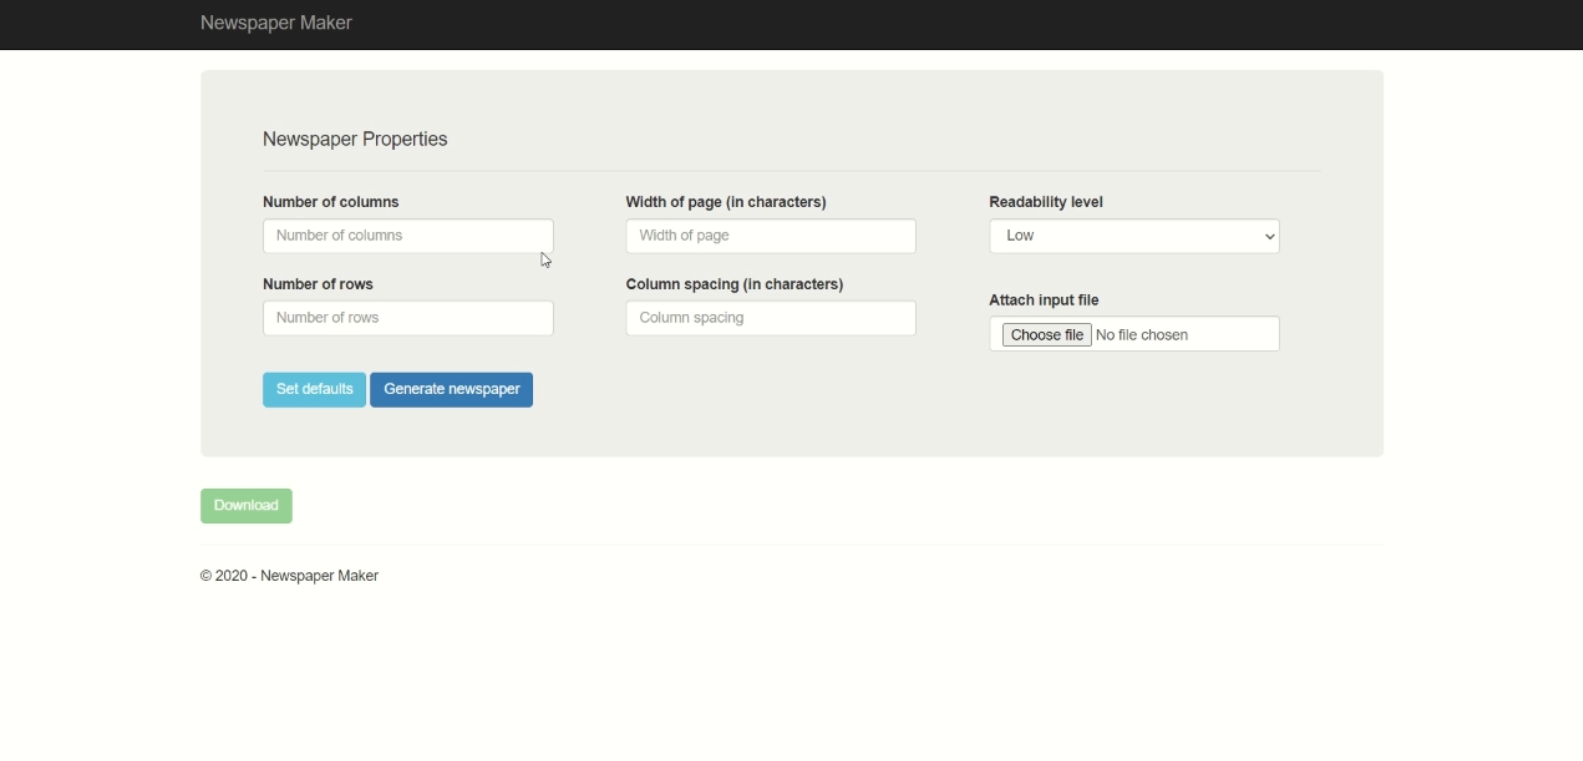 Newspaper Maker
Newspaper Properties
Number of columns
Number of columns
Width of page (in characters)
Width of page
Readability level
Low
Number of rows
Number of rows
Column spacing (in characters)
Column spacing
Attach input file
Choose file No file chosen
Set defaults Generate newspaper
Download
© 2020 - Newspaper Maker